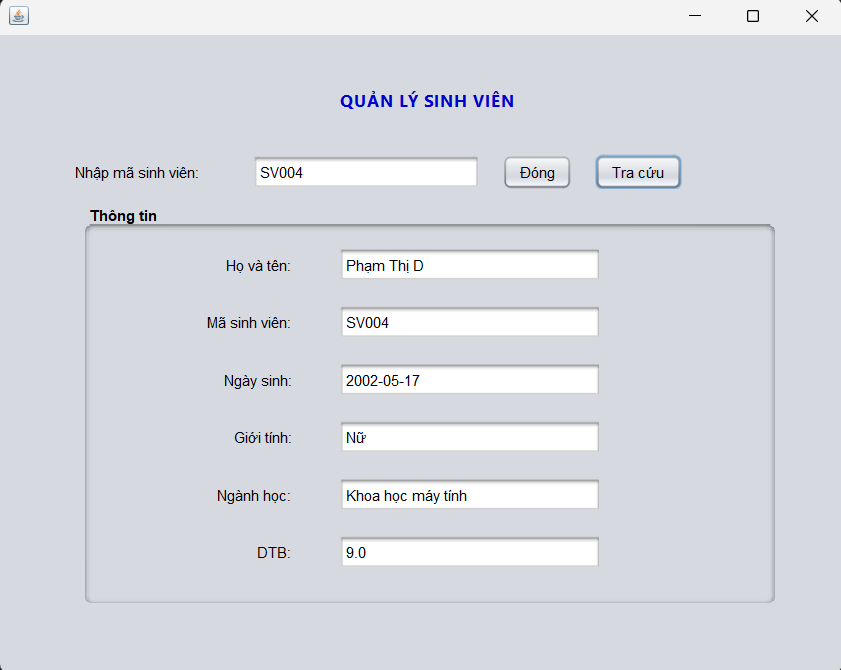 QUẢN LÝ SINH VIÊN
Nhập mã sinh viên: SV004 Đóng Tra cứu
Thông tin
Họ và tên: Phạm Thị D
Mã sinh viên: SV004
Ngày sinh: 2002-05-17
Giới tính: Nữ
Ngành học: Khoa học máy tính
DTB: 9.0